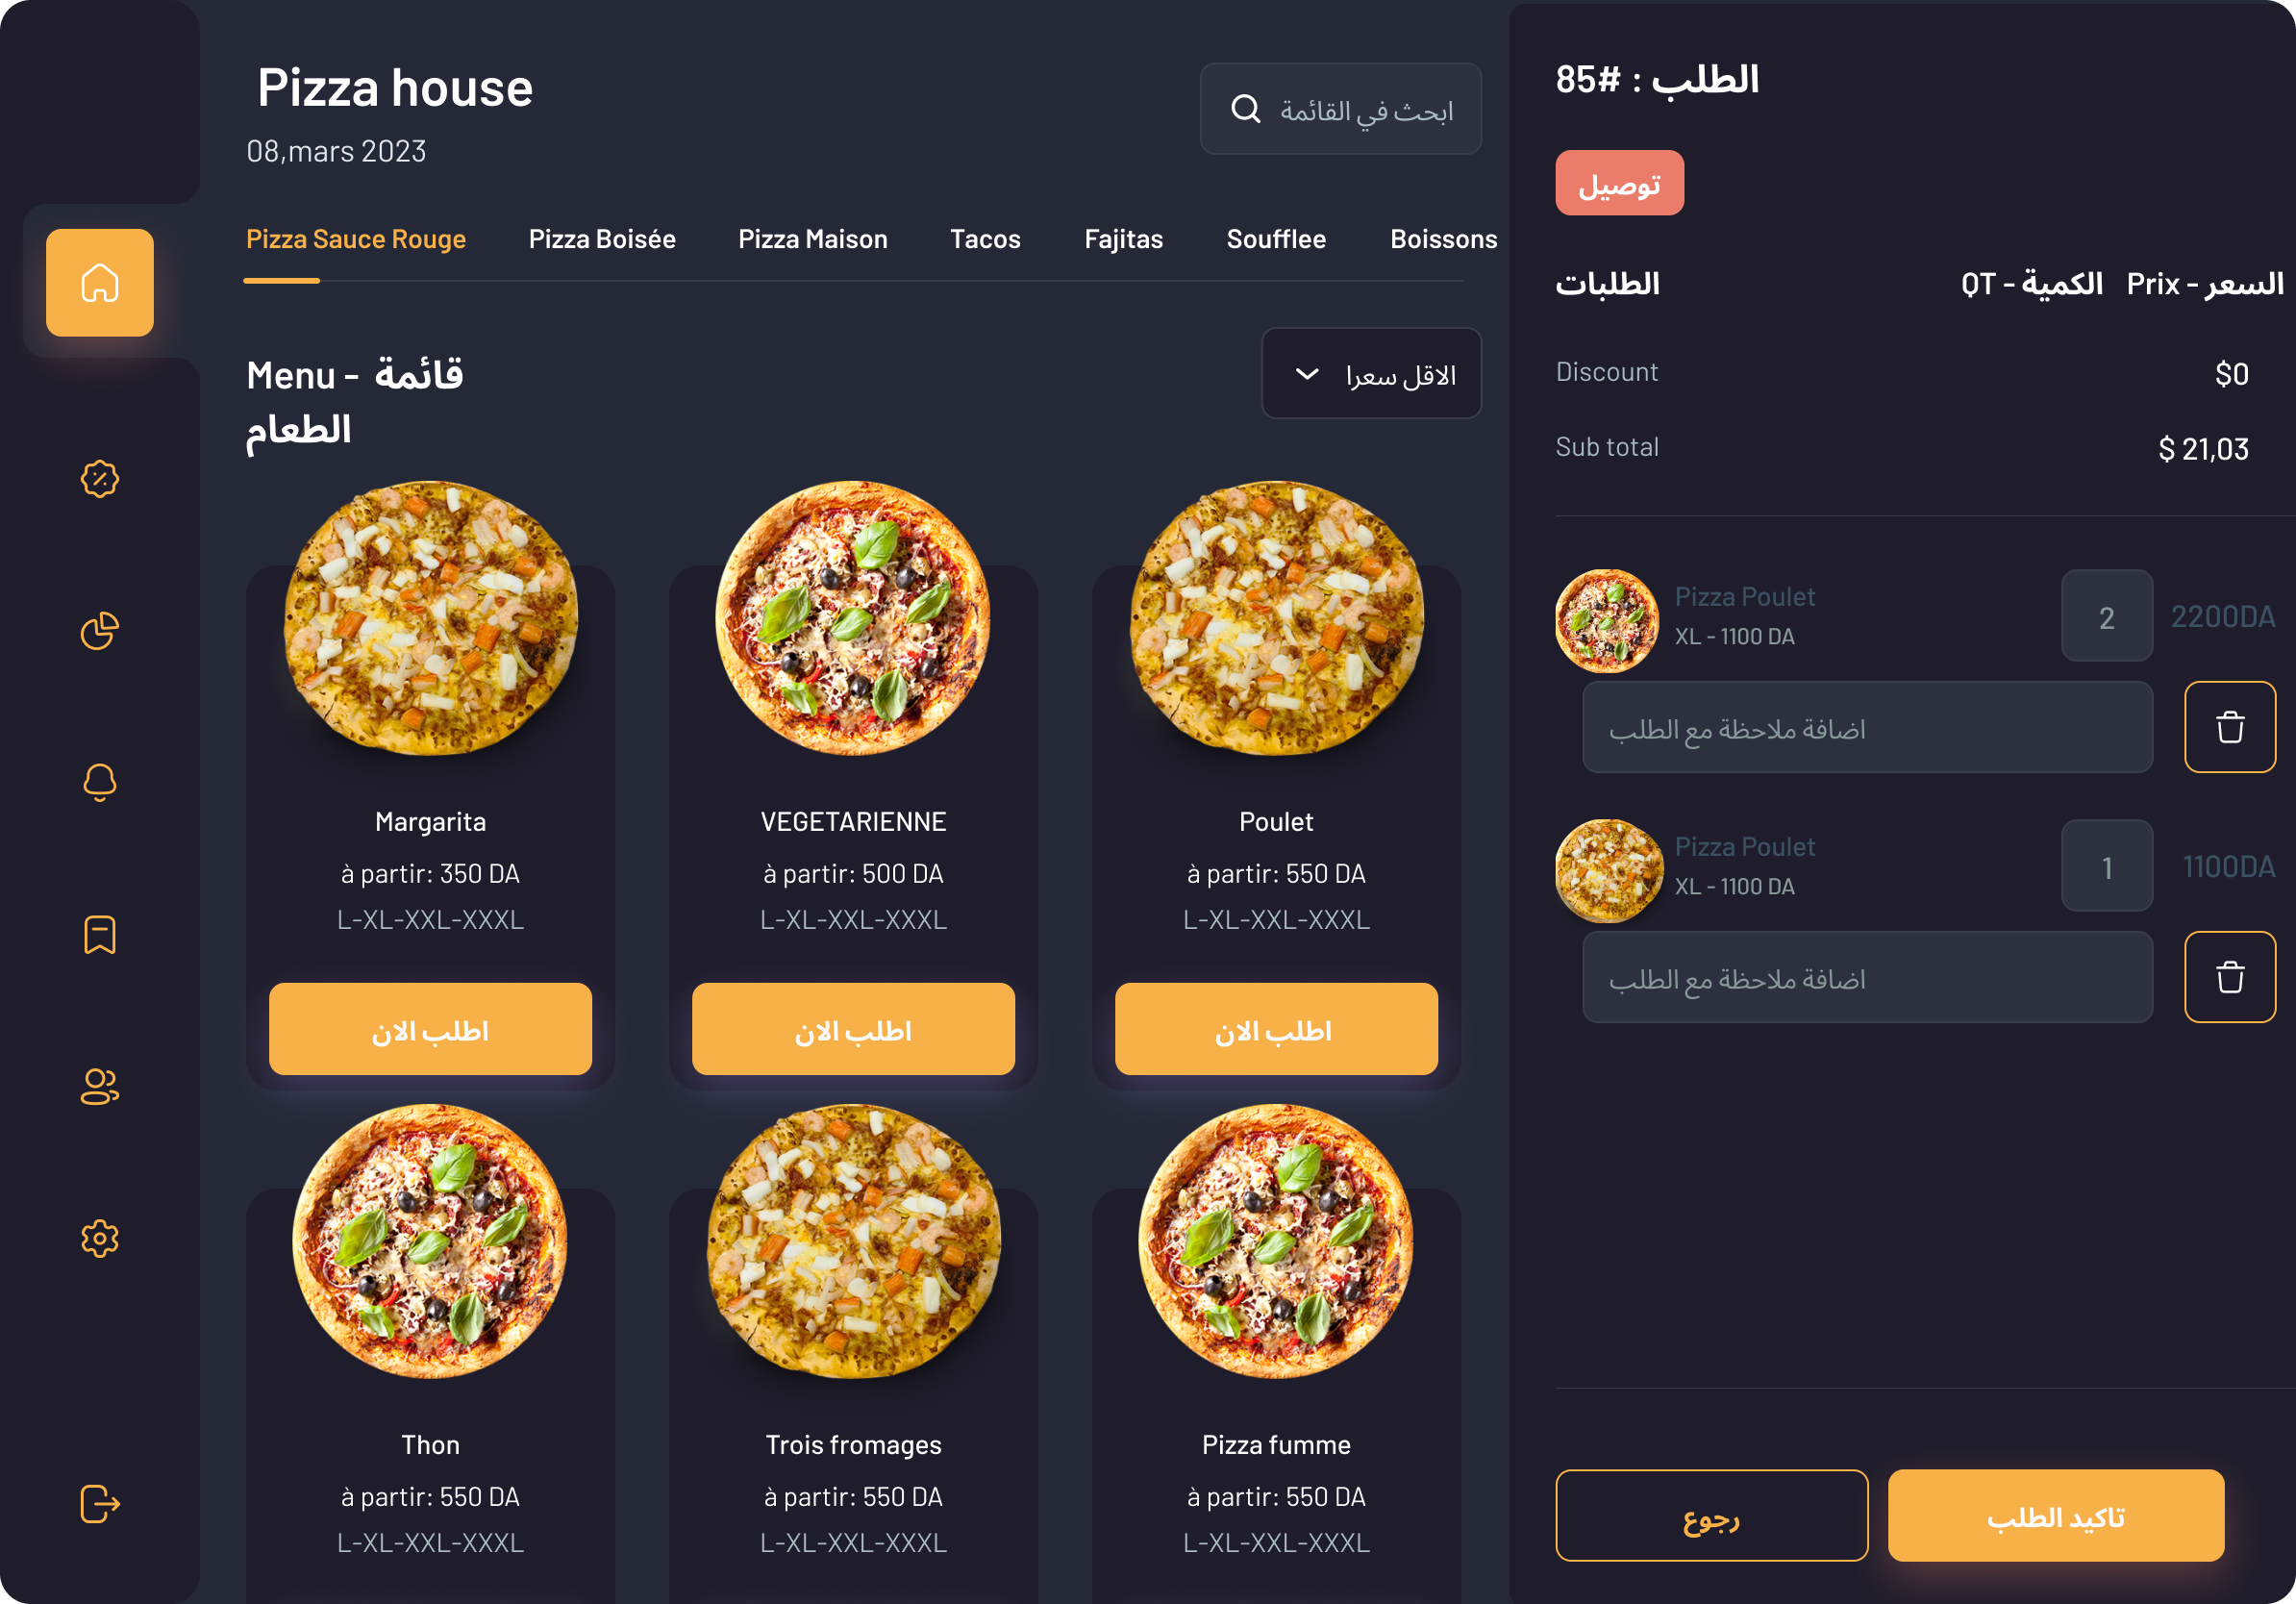 Pizza house
08,mars 2023
ابحث في القائمة
Pizza Sauce Rouge
Pizza Boisée
Pizza Maison
Tacos
Fajitas
Soufflee
Boissons
Menu - قائمة
الطعام
الاقل سعرا
Margarita
à partir: 350 DA
L-XL-XXL-XXXL
اطلب الان
VEGETARIENNE
à partir: 500 DA
L-XL-XXL-XXXL
اطلب الان
Poulet
à partir: 550 DA
L-XL-XXL-XXXL
اطلب الان
Thon
à partir: 550 DA
L-XL-XXL-XXXL
Trois fromages
à partir: 550 DA
L-XL-XXL-XXXL
Pizza fumme
à partir: 550 DA
L-XL-XXL-XXXL
الطلب : #85
توصيل
الطلبات
QT - الكمية
Prix - السعر
Discount
$0
Sub total
$ 21,03
Pizza Poulet
XL - 1100 DA
2
2200DA
اضافة ملاحظة مع الطلب
Pizza Poulet
XL - 1100 DA
1
1100DA
اضافة ملاحظة مع الطلب
رجوع
تاكيد الطلب